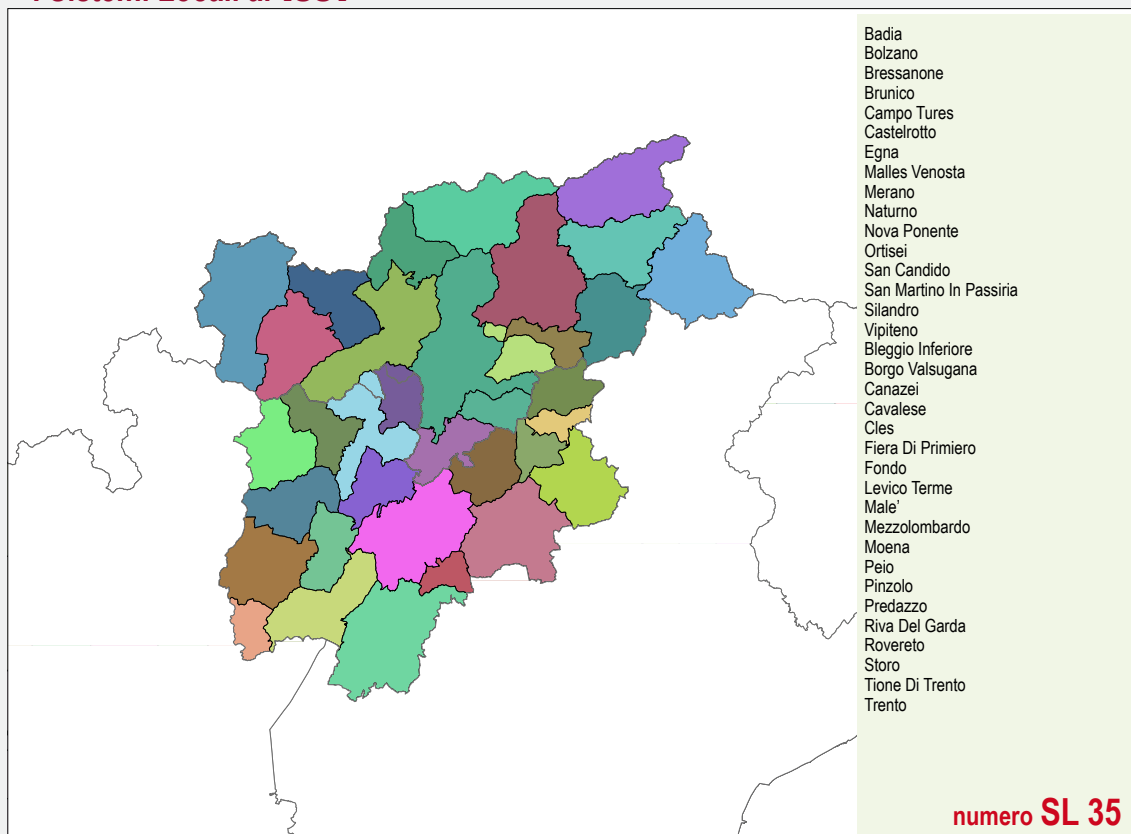 Badia
Bolzano
Bressanone
Brunico
Campo Tures
Castelrotto
Egna
Malles Venosta
Merano
Naturno
Nova Ponente
Ortisei
San Candido
San Martino In Passiria
Silandro
Vipiteno
Bleggio Inferiore
Borgo Valsugana
Canazei
Cavalese
Cles
Fiera Di Primiero
Fondo
Levico Terme
Male'
Mezzolombardo
Moena
Peio
Pinzolo
Predazzo
Riva Del Garda
Rovereto
Storo
Tione Di Trento
Trento
numero SL 35